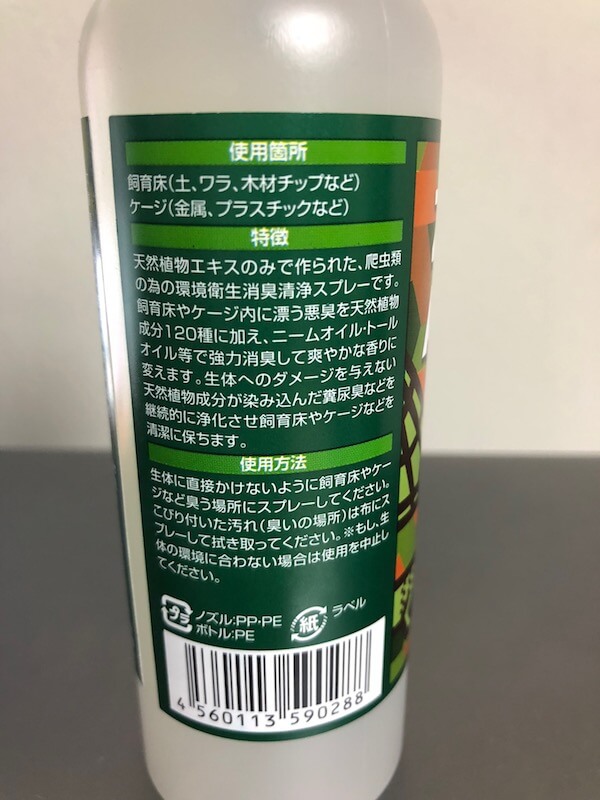 使用箇所
飼育床(土、ワラ、木材チップなど)
ケージ(金属、プラスチックなど)
特徴
天然植物エキスのみで作られた、爬虫類
の為の環境衛生消臭清浄スプレーです。
飼育床やケージ内に漂う悪臭を天然植物
成分120種に加え、ニームオイル・トール
オイル等で強力消臭して爽やかな香りに
変えます。生体へのダメージを与えない
天然植物成分が染み込んだ糞尿臭などを
継続的に浄化させ飼育床やケージなどを
清潔に保ちます。
使用方法
生体に直接かけないように飼育床やケー
ジなど臭う場所にスプレーしてください。
こびり付いた汚れ(臭いの場所)は布にス
プレーして拭き取ってください。※もし、生
体の環境に合わない場合は使用を中止し
てください。
プラ ノズル:PP・PE
ボトル:PE
紙 ラベル
4 560113 590288